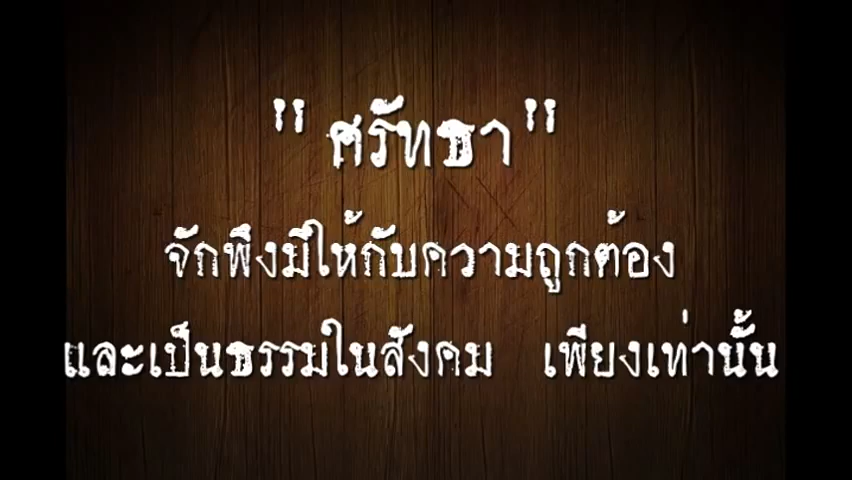 " ศรัทธา"
จักพึงมีให้กับความถูกต้อง
และเป็นธรรมในสังคม เพียงเท่านั้น